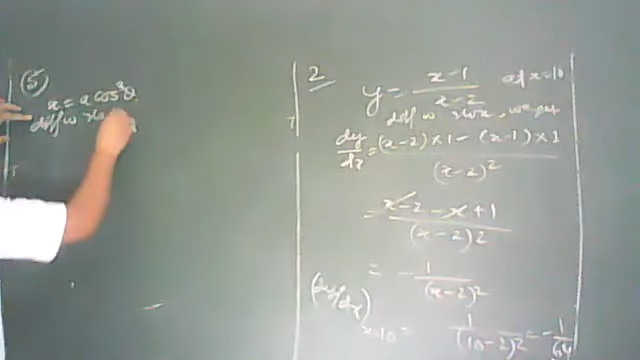 (5)
x = a cos³θ
diff w
2
y = x-1 / x-2 at x=10
diff w r to x, we get
dy/dx = (x-2)×1 - (x-1)×1 / (x-2)²
= x-2-x+1 / (x-2)2
= - 1 / (x-2)²
(dy/dx) x=10 = 1 / (10-2)2 = - 1/64